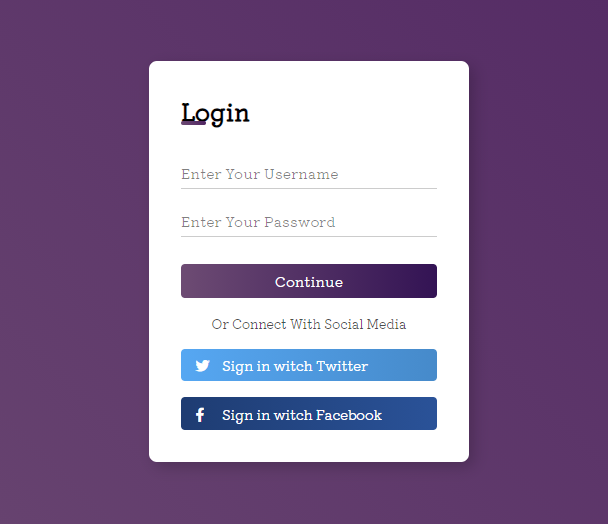 Login
Enter Your Username
Enter Your Password
Continue
Or Connect With Social Media
Sign in witch Twitter
Sign in witch Facebook